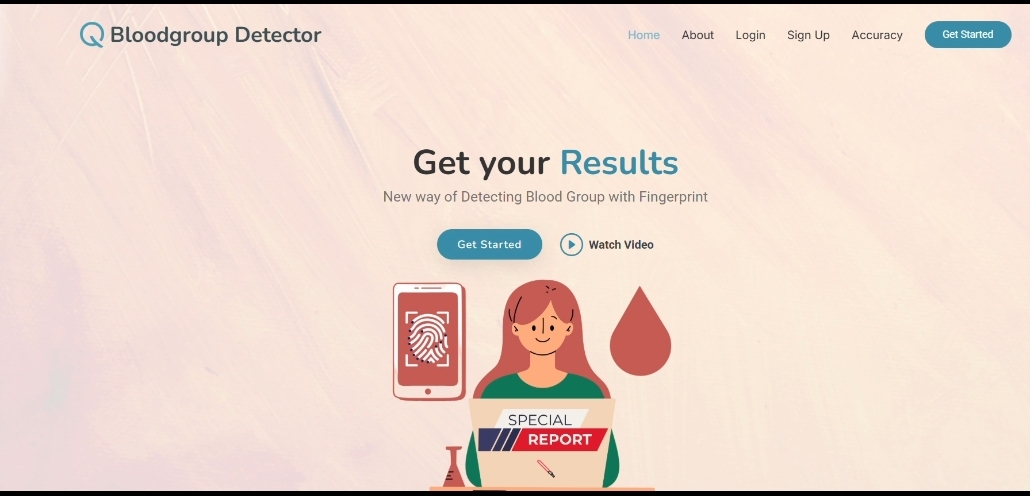 Bloodgroup Detector
Home About Login Sign Up Accuracy Get Started
Get your Results
New way of Detecting Blood Group with Fingerprint
Get Started Watch Video
SPECIAL
REPORT